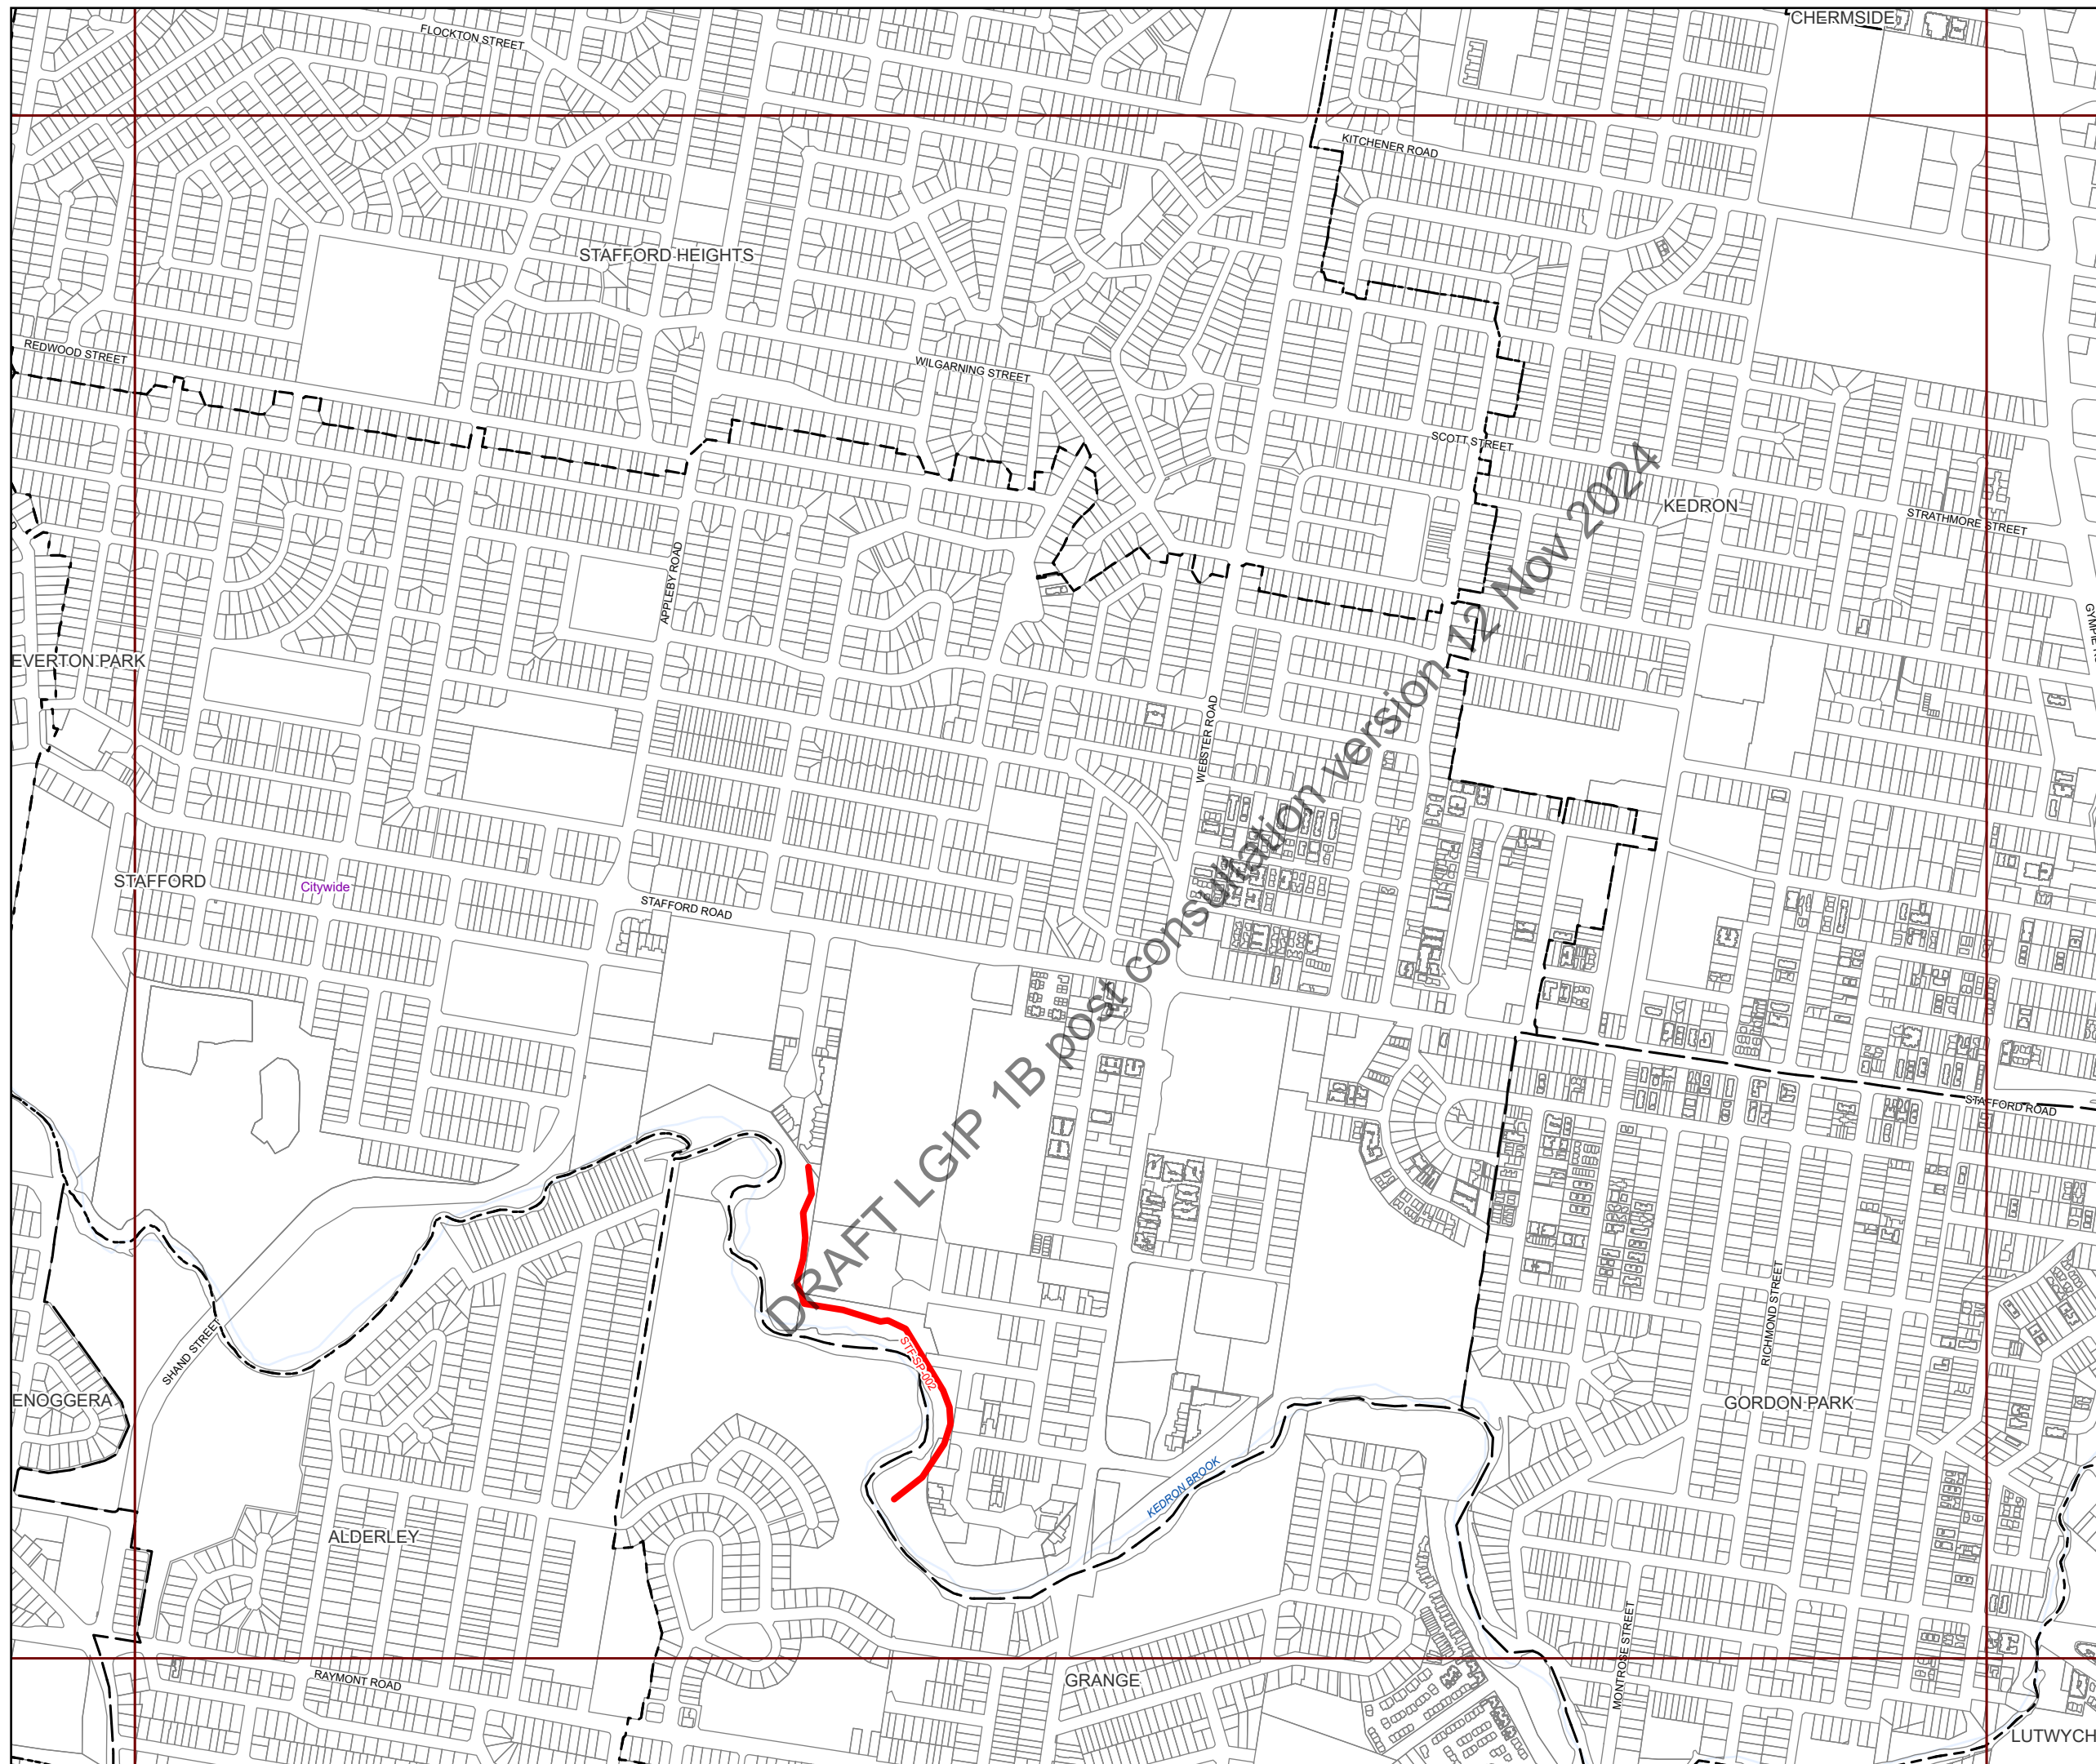 CHERMSIDE
FLOCKTON STREET
KITCHENER ROAD
STAFFORD HEIGHTS
REDWOOD STREET
WILGARNING STREET
SCOTT STREET
KEDRON
STRATHMORE STREET
APPLEBY ROAD
EVERTON PARK
WEBSTER ROAD
STAFFORD
Citywide
STAFFORD ROAD
DRAFT LGIP 1B post consultation version 12 Nov 2024
STAFFORD ROAD
RICHMOND STREET
SHAND STREET
STF-SP-002
ENOGGERA
GORDON PARK
KEDRON BROOK
ALDERLEY
MONTROSE STREET
RAYMONT ROAD
GRANGE
LUTWYCH